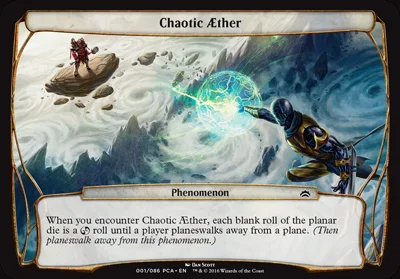 Chaotic Æther
Phenomenon
When you encounter Chaotic Æther, each blank roll of the planar
die is a roll until a player planeswalks away from a plane. (Then
planeswalk away from this phenomenon.)
Dan Scott
001/086 PCA • EN ™ & © 2016 Wizards of the Coast